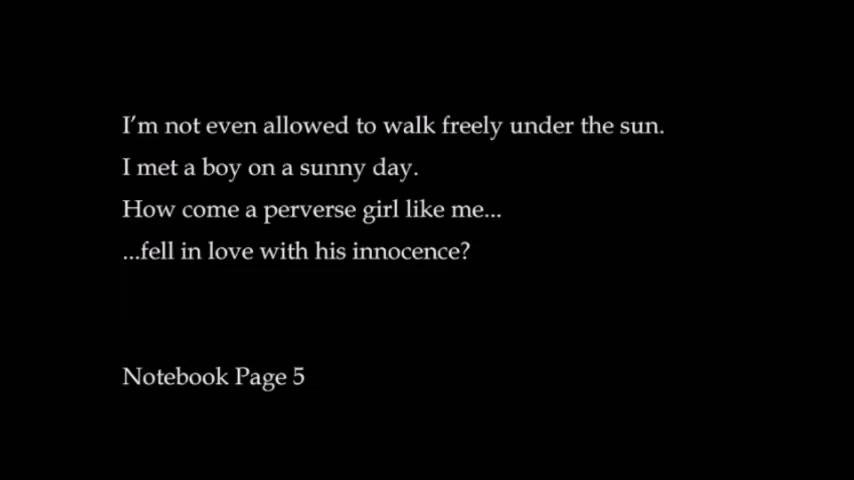 I'm not even allowed to walk freely under the sun.
I met a boy on a sunny day.
How come a perverse girl like me...
...fell in love with his innocence?
Notebook Page 5